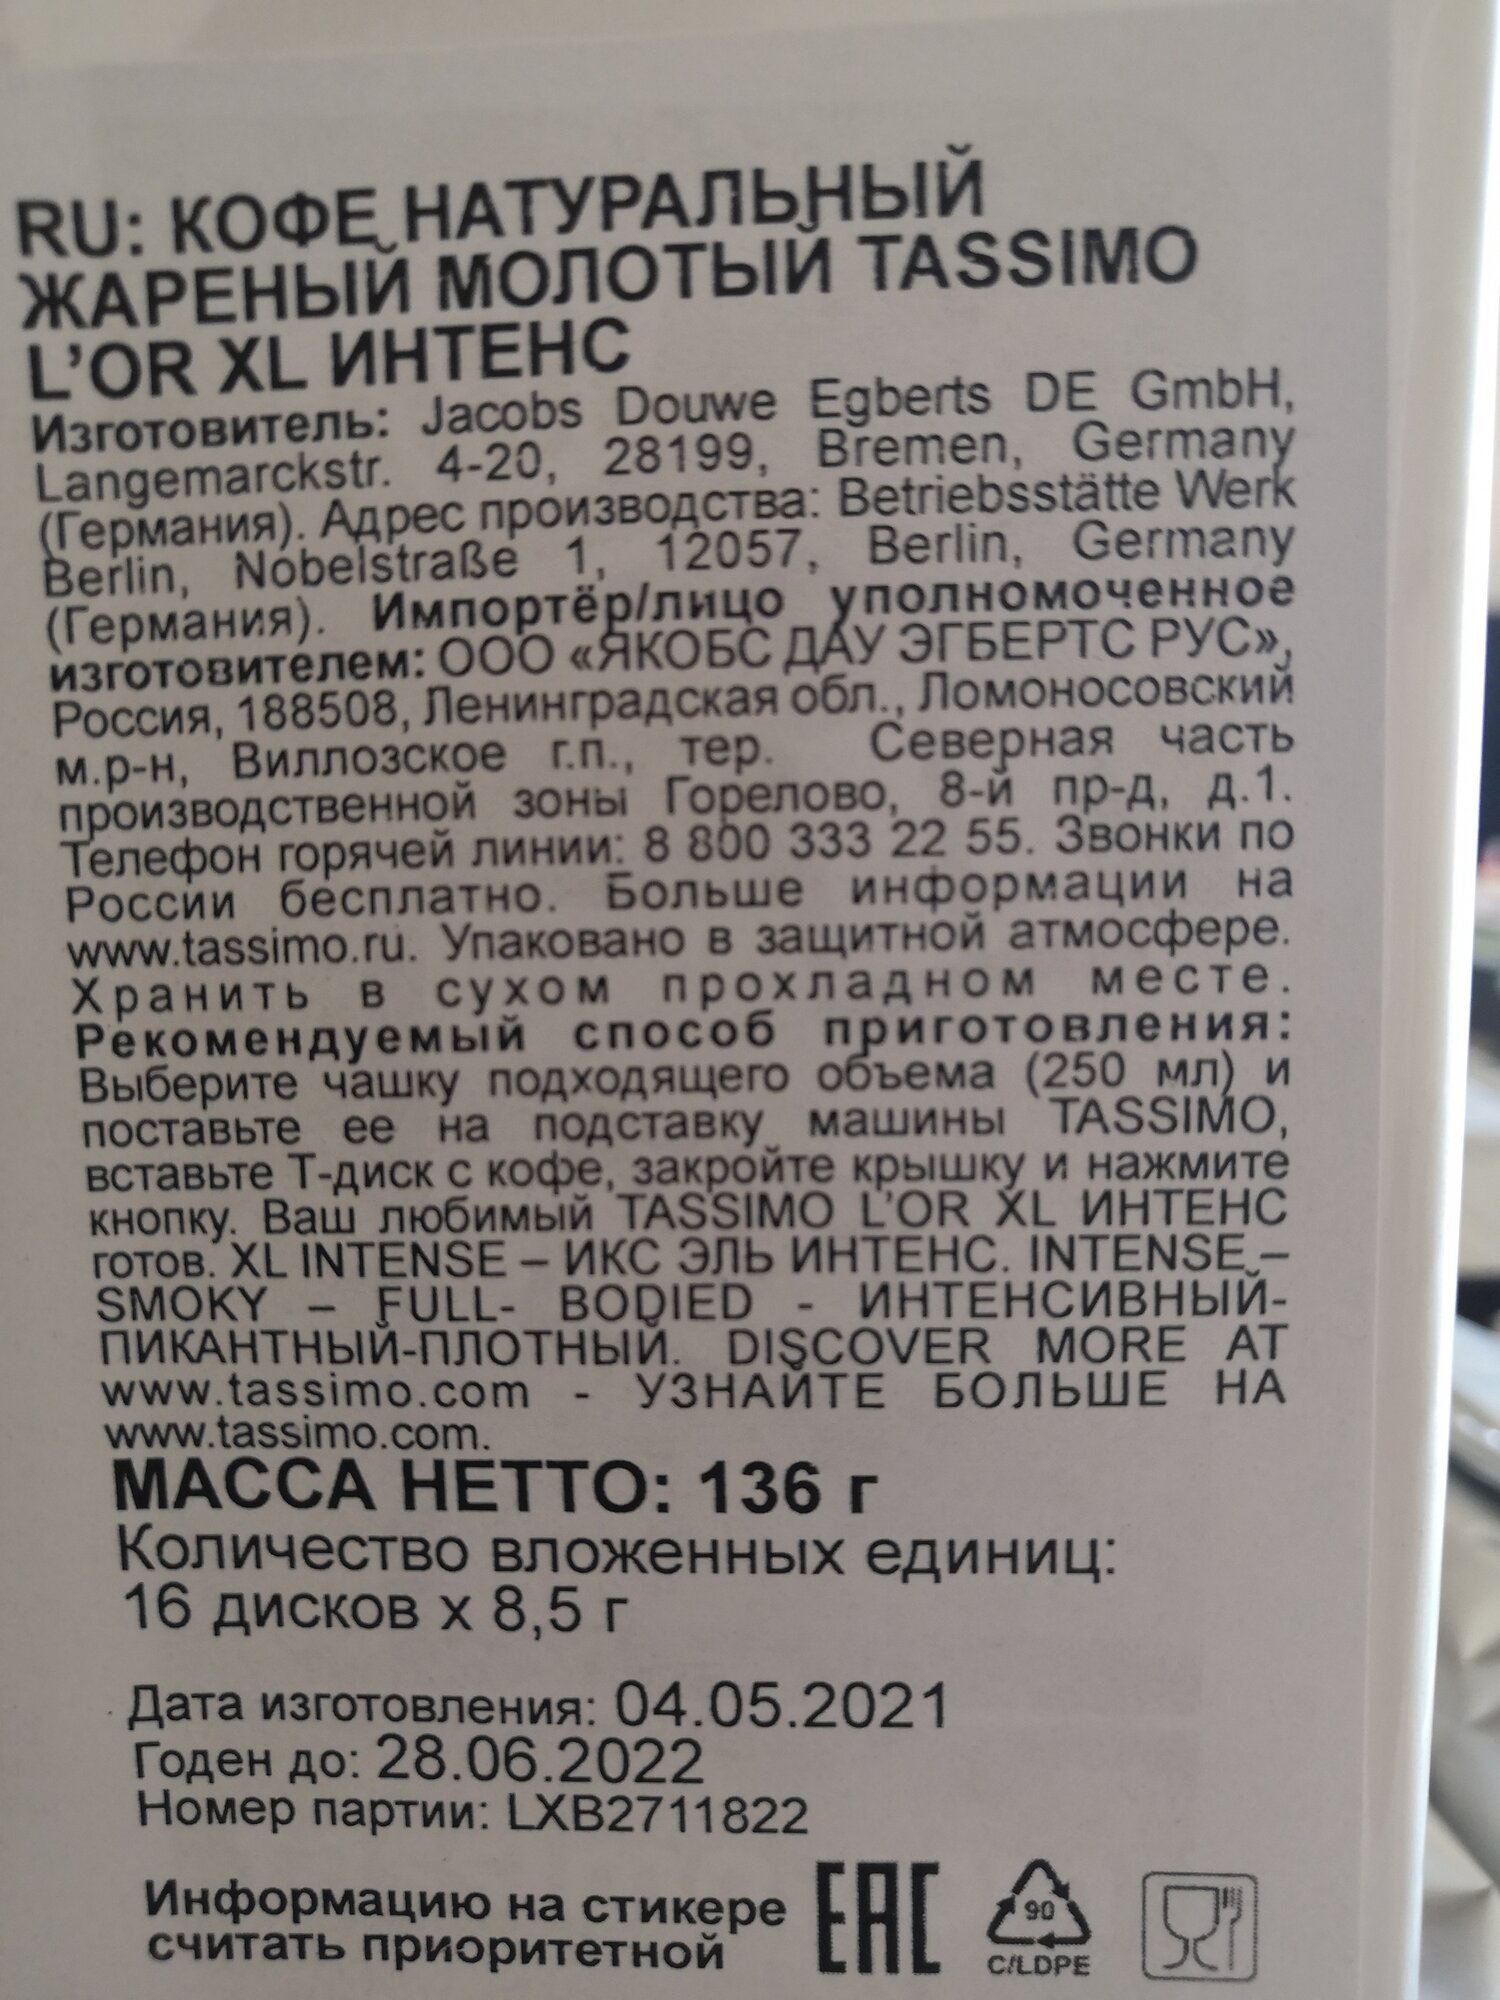 RU: КОФЕ НАТУРАЛЬНЫЙ
ЖАРЕНЫЙ МОЛОТЫЙ TASSIMO
L’OR XL ИНТЕНС
Изготовитель: Jacobs Douwe Egberts DE GmbH,
Langemarckstr. 4-20, 28199, Bremen, Germany
(Германия). Адрес производства: Betriebsstätte Werk
Berlin, Nobelstraße 1, 12057, Berlin, Germany
(Германия). Импортёр/лицо уполномоченное
изготовителем: ООО «ЯКОБС ДАУ ЭГБЕРТС РУС»,
Россия, 188508, Ленинградская обл., Ломоносовский
м.р-н, Виллозское г.п., тер. Северная часть
производственной зоны Горелово, 8-й пр-д, д.1.
Телефон горячей линии: 8 800 333 22 55. Звонки по
России бесплатно. Больше информации на
www.tassimo.ru. Упаковано в защитной атмосфере.
Хранить в сухом прохладном месте.
Рекомендуемый способ приготовления:
Выберите чашку подходящего объема (250 мл) и
поставьте ее на подставку машины TASSIMO,
вставьте Т-диск с кофе, закройте крышку и нажмите
кнопку. Ваш любимый TASSIMO L’OR XL ИНТЕНС
готов. XL INTENSE – ИКС ЭЛЬ ИНТЕНС. INTENSE –
SMOKY – FULL- BODIED - ИНТЕНСИВНЫЙ-
ПИКАНТНЫЙ-ПЛОТНЫЙ. DISCOVER MORE AT
www.tassimo.com - УЗНАЙТЕ БОЛЬШЕ НА
www.tassimo.com.
МАССА НЕТТО: 136 г
Количество вложенных единиц:
16 дисков х 8,5 г
Дата изготовления: 04.05.2021
Годен до: 28.06.2022
Номер партии: LXB2711822
Информацию на стикере
считать приоритетной
EAC
90
C/LDPE